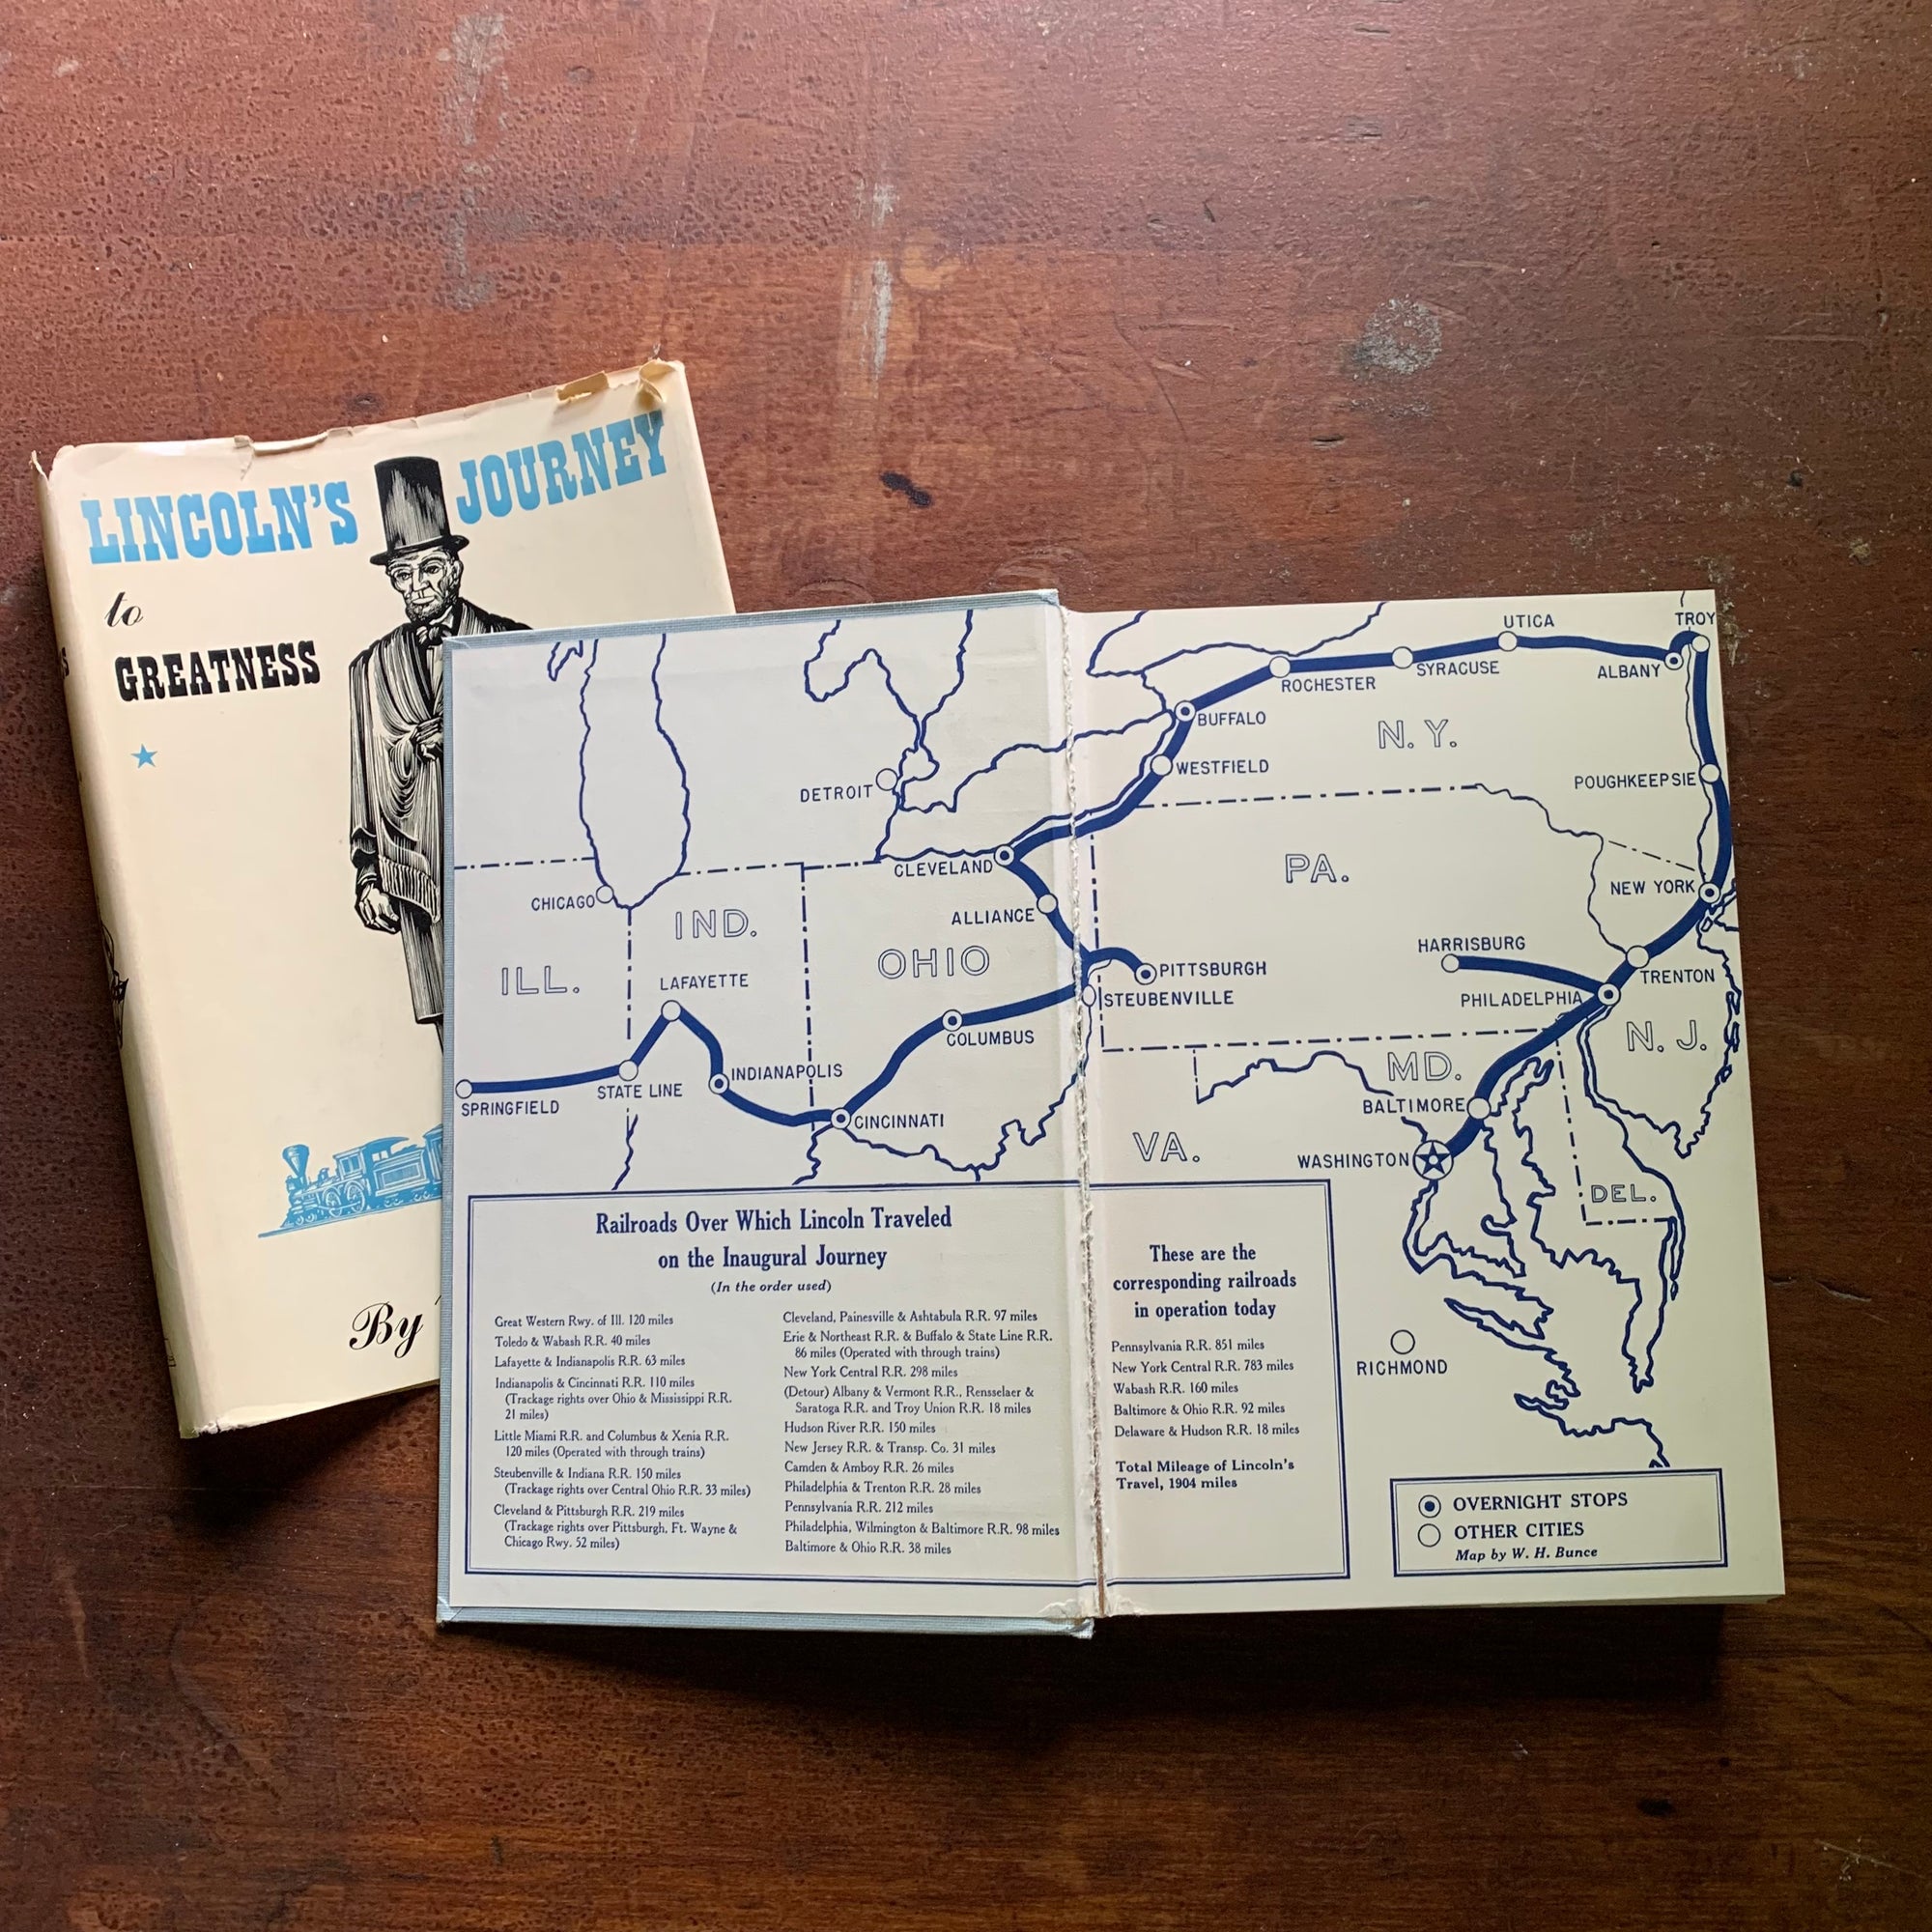 LINCOLN'S JOURNEY
to
GREATNESS
By
UTICA
TROY
ROCHESTER
SYRACUSE
ALBANY
BUFFALO
N. Y.
WESTFIELD
POUGHKEEPSIE
DETROIT
CLEVELAND
PA.
NEW YORK
CHICAGO
IND.
ALLIANCE
OHIO
HARRISBURG
ILL.
LAFAYETTE
PITTSBURGH
TRENTON
STEUBENVILLE
PHILADELPHIA
COLUMBUS
N. J.
INDIANAPOLIS
MD.
STATE LINE
SPRINGFIELD
CINCINNATI
BALTIMORE
VA.
WASHINGTON
DEL.
RICHMOND
Railroads Over Which Lincoln Traveled
on the Inaugural Journey
(In the order used)
Great Western Rwy. of Ill. 120 miles
Toledo & Wabash R.R. 40 miles
Lafayette & Indianapolis R.R. 63 miles
Indianapolis & Cincinnati R.R. 110 miles
(Trackage rights over Ohio & Mississippi R.R.
21 miles)
Little Miami R.R. and Columbus & Xenia R.R.
120 miles (Operated with through trains)
Steubenville & Indiana R.R. 150 miles
(Trackage rights over Central Ohio R.R. 33 miles)
Cleveland & Pittsburgh R.R. 219 miles
(Trackage rights over Pittsburgh, Ft. Wayne &
Chicago Rwy. 52 miles)
Cleveland, Painesville & Ashtabula R.R. 97 miles
Erie & Northeast R.R. & Buffalo & State Line R.R.
86 miles (Operated with through trains)
New York Central R.R. 298 miles
(Detour) Albany & Vermont R.R., Rensselaer &
Saratoga R.R. and Troy Union R.R. 18 miles
Hudson River R.R. 150 miles
New Jersey R.R. & Transp. Co. 31 miles
Camden & Amboy R.R. 26 miles
Philadelphia & Trenton R.R. 28 miles
Pennsylvania R.R. 212 miles
Philadelphia, Wilmington & Baltimore R.R. 98 miles
Baltimore & Ohio R.R. 38 miles
These are the
corresponding railroads
in operation today
Pennsylvania R.R. 851 miles
New York Central R.R. 783 miles
Wabash R.R. 160 miles
Baltimore & Ohio R.R. 92 miles
Delaware & Hudson R.R. 18 miles
Total Mileage of Lincoln's
Travel, 1904 miles
OVERNIGHT STOPS
OTHER CITIES
Map by W. H. Bunce